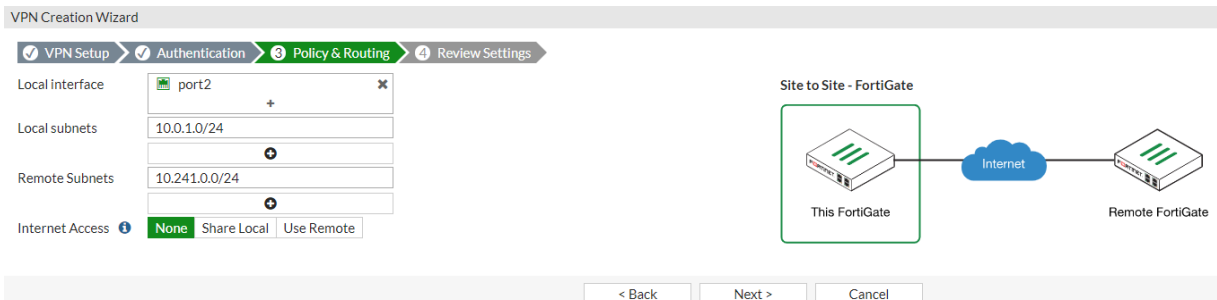 VPN Creation Wizard
VPN Setup
Authentication
3 Policy & Routing
4 Review Settings
Local interface
port2
Local subnets
10.0.1.0/24
Remote Subnets
10.241.0.0/24
Internet Access
None
Share Local
Use Remote
Site to Site - FortiGate
Internet
This FortiGate
Remote FortiGate
< Back
Next >
Cancel